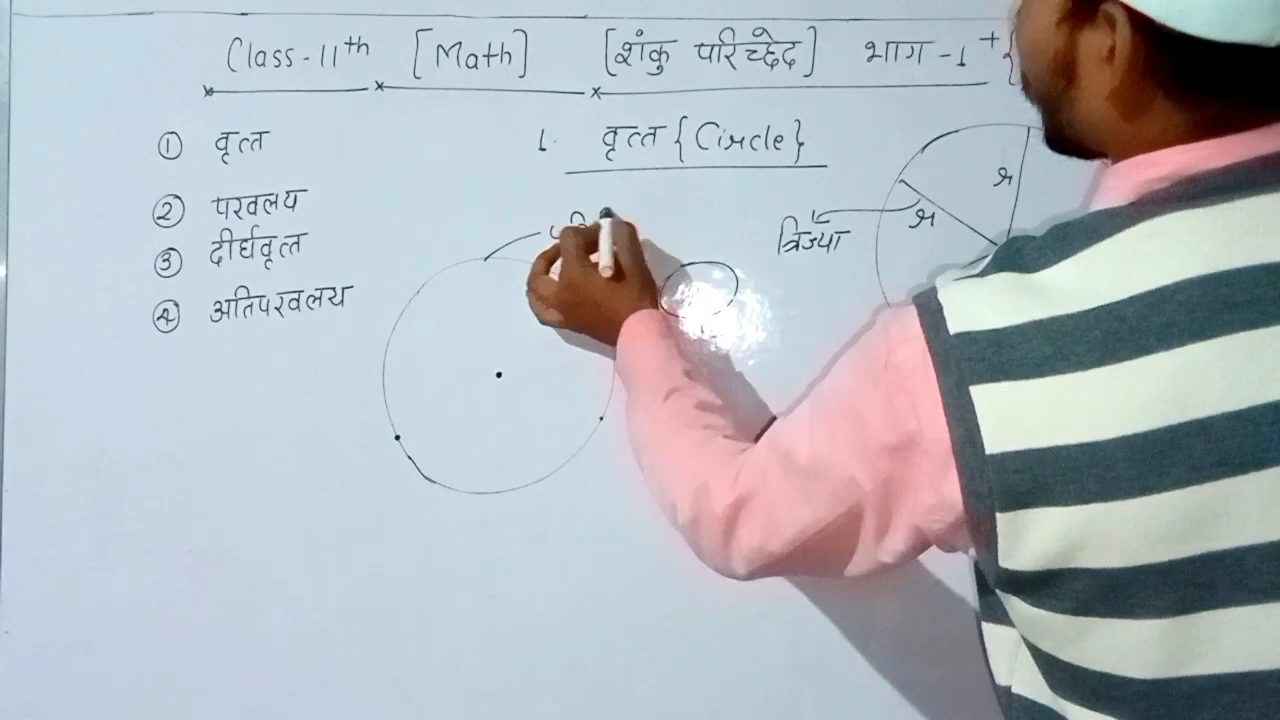 Class-11th [Math] [शंकु परिच्छेद] भाग-1 + {
1. वृत्त {Circle}
① वृत्त
② परवलय
③ दीर्घवृत्त
④ अतिपरवलय
त्रिज्या
r
r